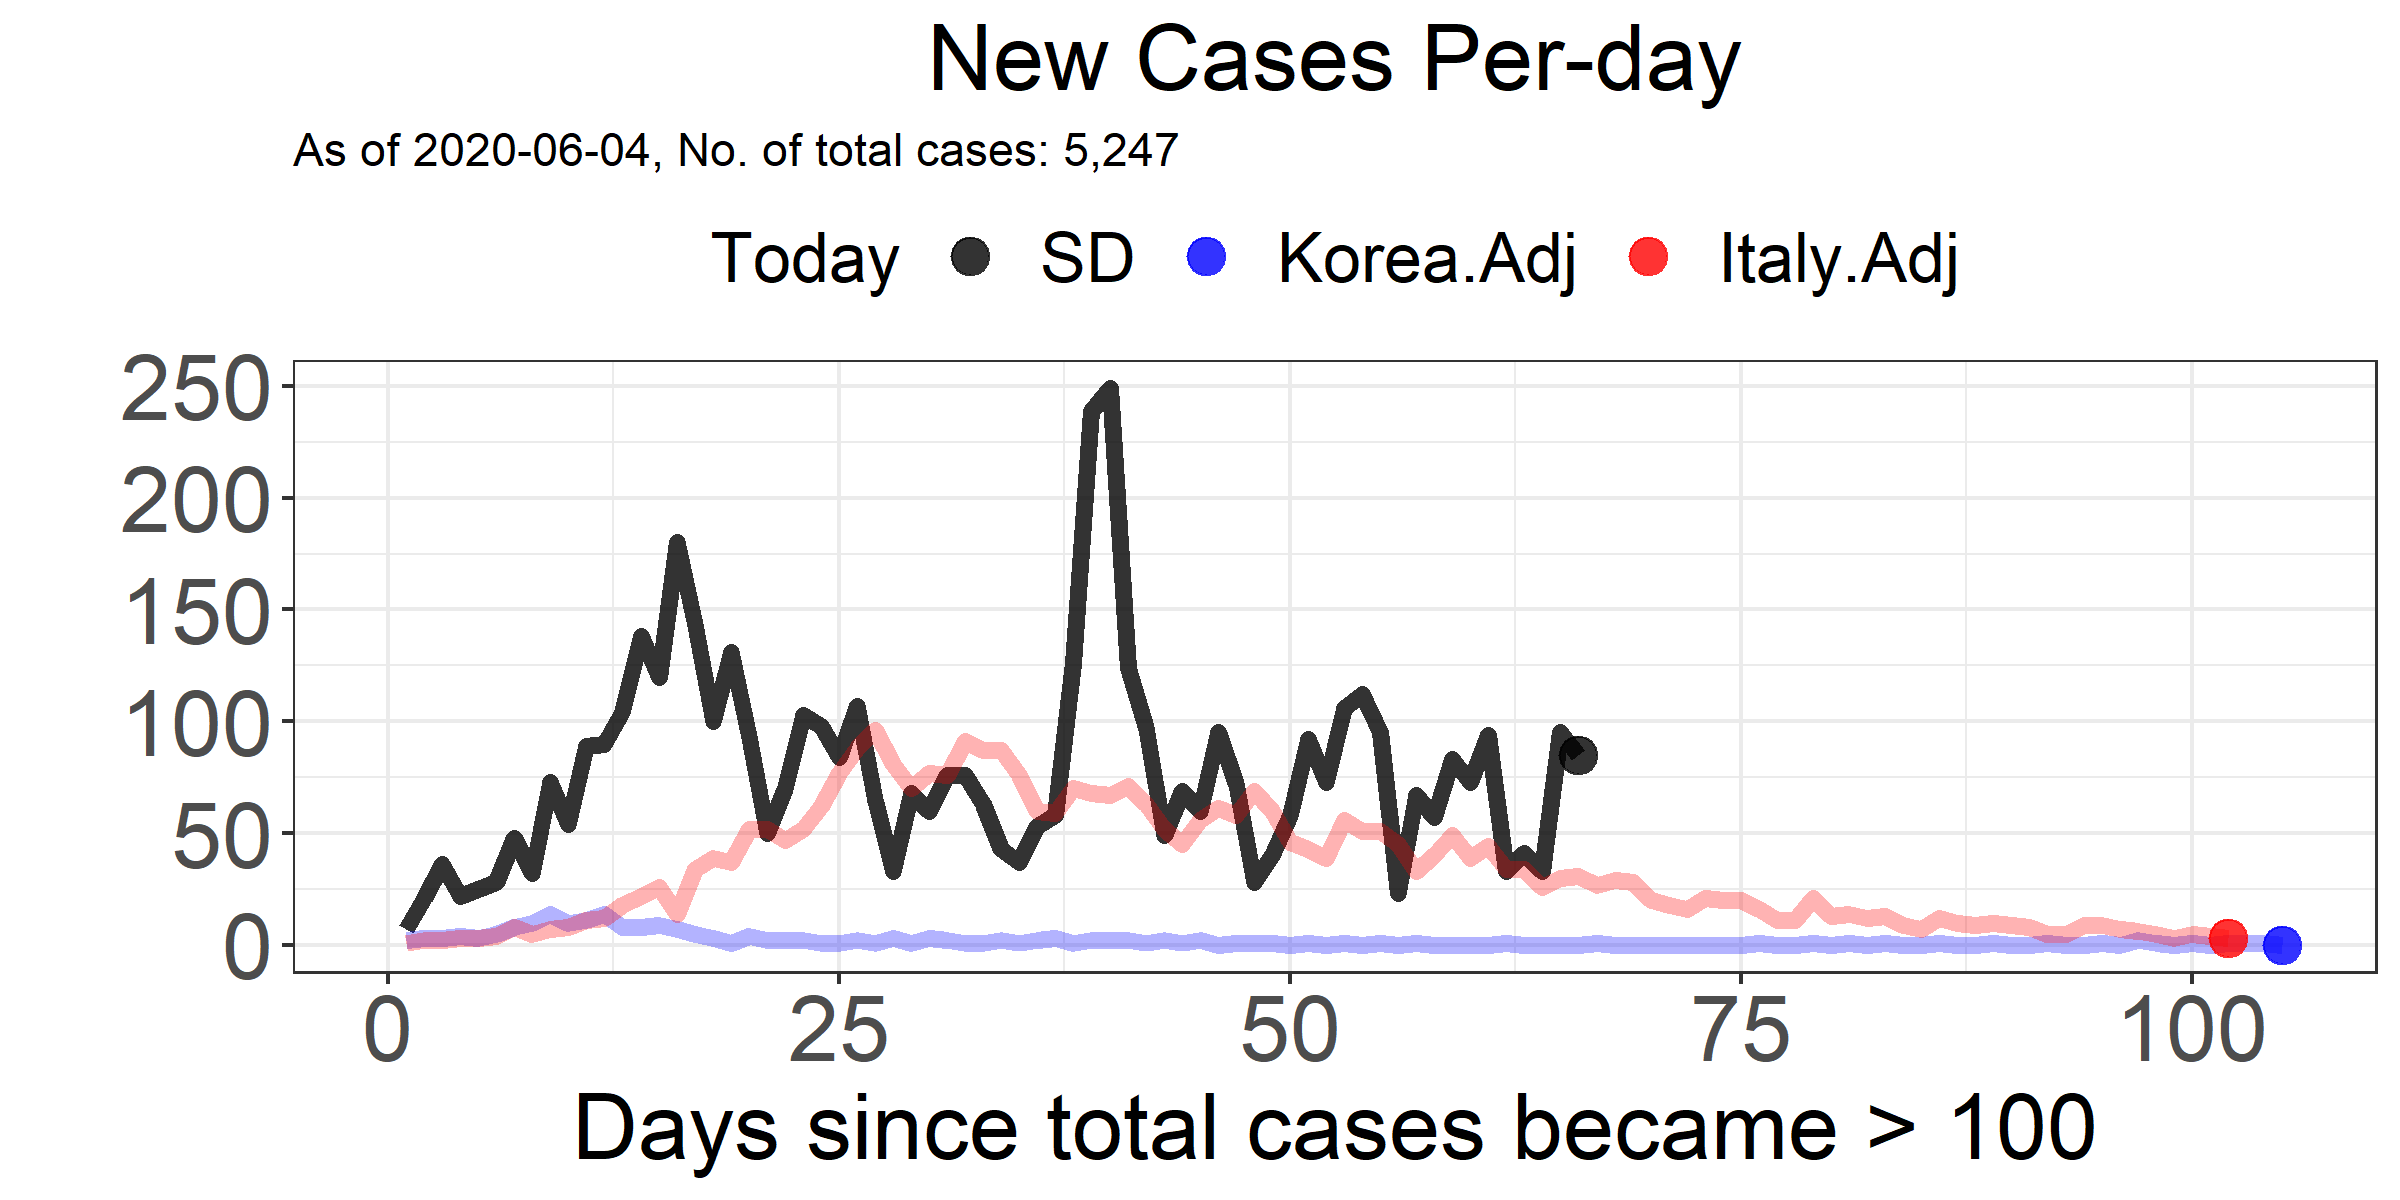 New Cases Per-day
As of 2020-06-04, No. of total cases: 5,247
Today SD Korea.Adj Italy.Adj
250
200
150
100
50
0
0 25 50 75 100
Days since total cases became > 100